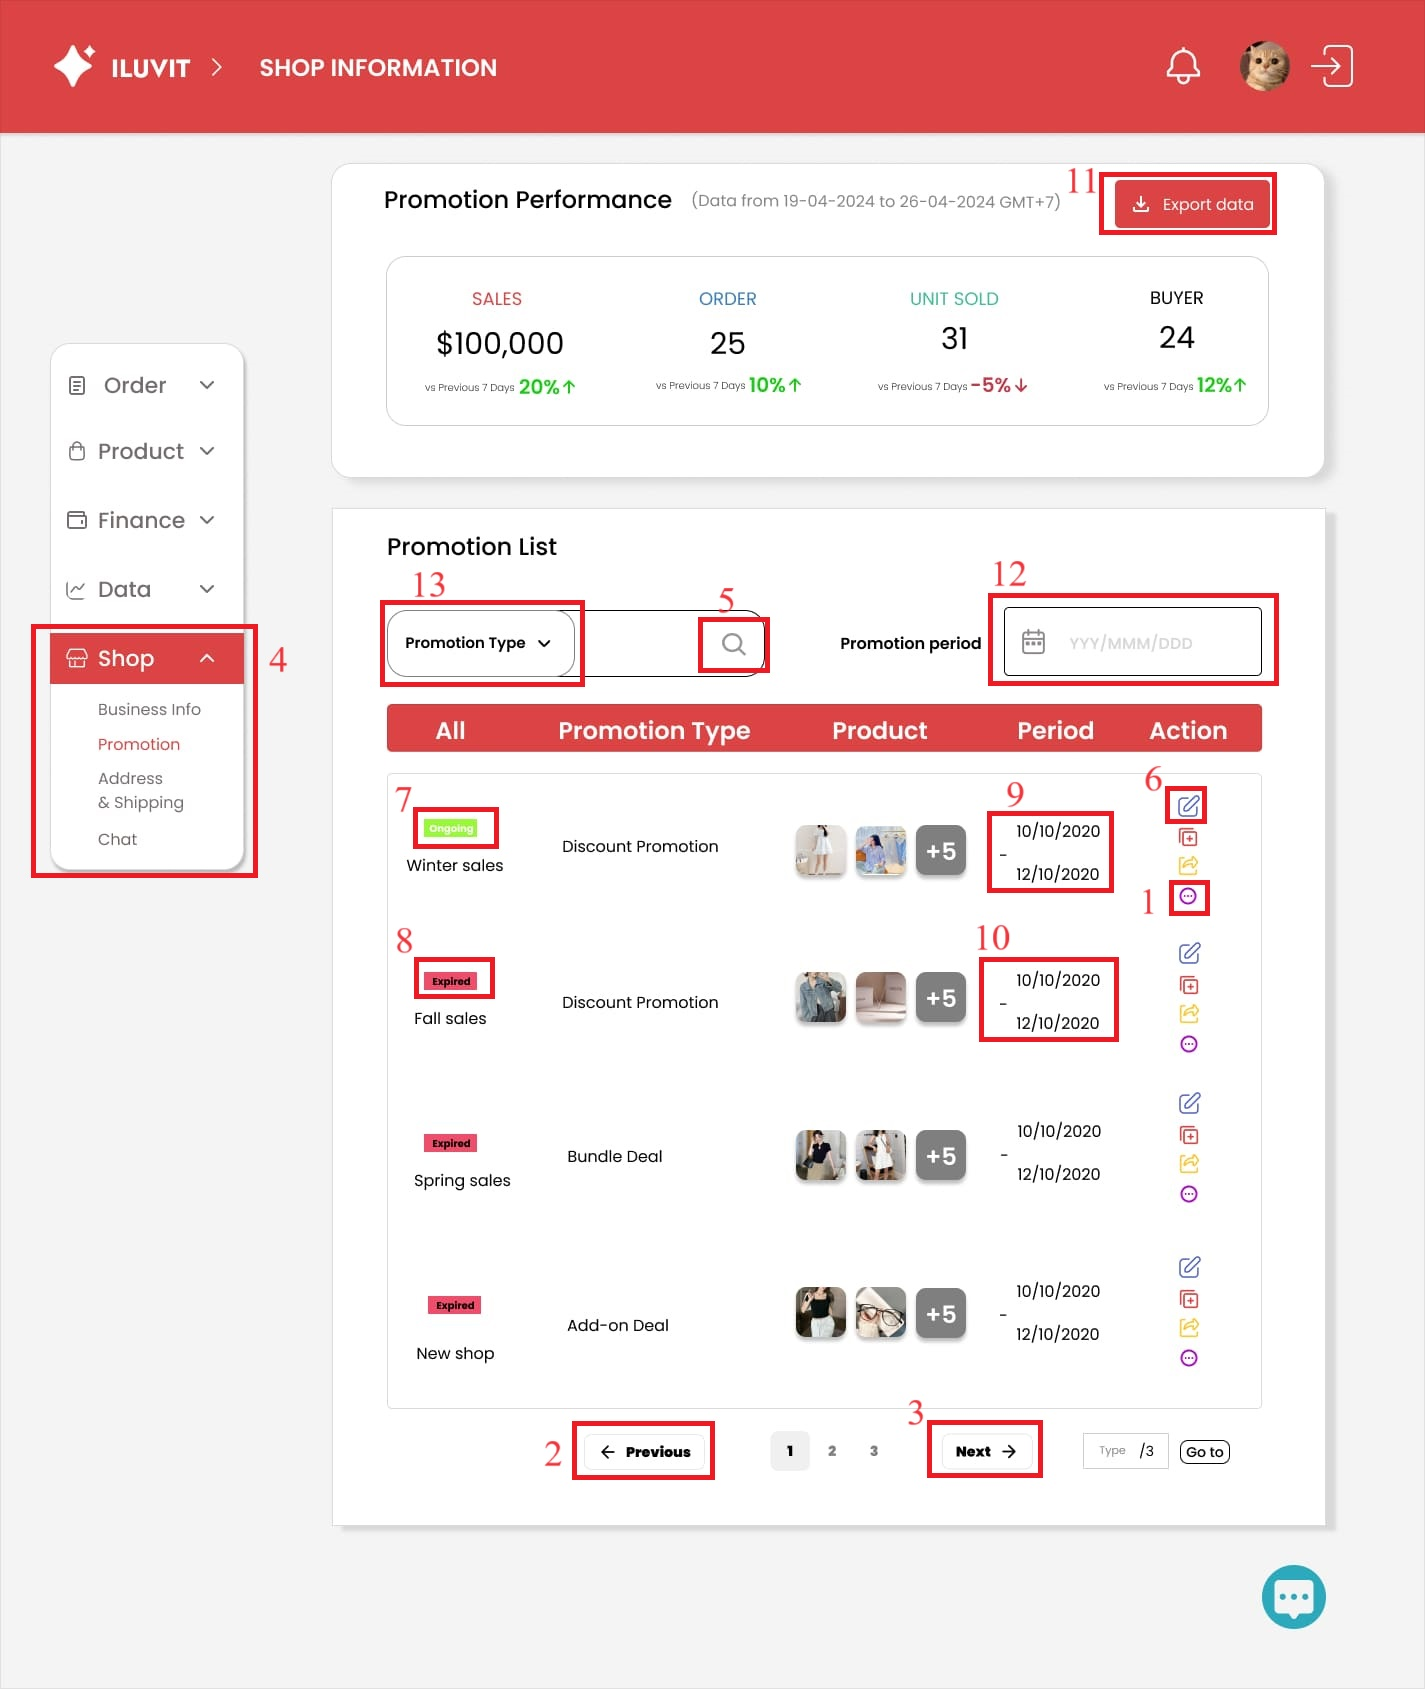 ILUVIT
SHOP INFORMATION
Promotion Performance
(Data from 19-04-2024 to 26-04-2024 GMT+7)
11
Export data
SALES
ORDER
UNIT SOLD
BUYER
$100,000
25
31
24
vs Previous 7 Days 20%
vs Previous 7 Days 10%
vs Previous 7 Days -5%
vs Previous 7 Days 12%
Order
Product
Finance
Data
Shop
4
Business Info
Promotion
Address
& Shipping
Chat
Promotion List
13
5
12
Promotion Type
Promotion period
YYY/MMM/DDD
All
Promotion Type
Product
Period
Action
7
Ongoing
Winter sales
Discount Promotion
+5
9
10/10/2020
-
12/10/2020
6
1
8
Expired
Fall sales
Discount Promotion
+5
10
10/10/2020
-
12/10/2020
Expired
Spring sales
Bundle Deal
+5
10/10/2020
-
12/10/2020
Expired
New shop
Add-on Deal
+5
10/10/2020
-
12/10/2020
2
Previous
1
2
3
3
Next
Type /3
Go to